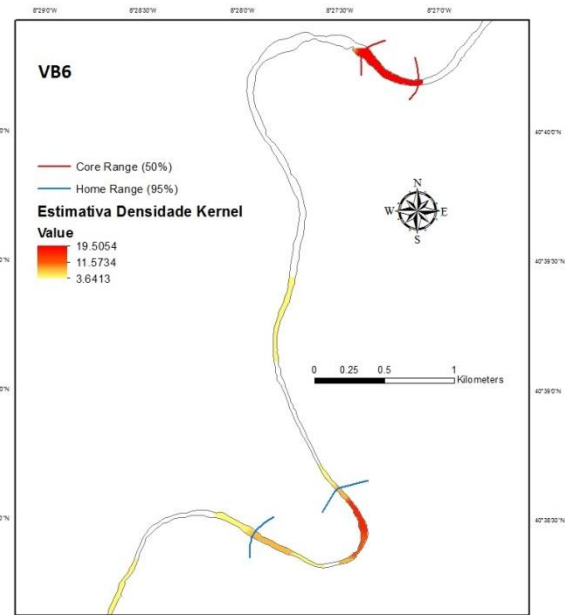 8°29'0"W 8°28'30"W 8°28'0"W 8°27'30"W 8°27'0"W
VB6
Core Range (50%)
Home Range (95%)
Estimativa Densidade Kernel
Value
19.5054
11.5734
3.6413
N
W E
S
0 0.25 0.5 1
Kilometers
40°40'0"N
40°39'30"N
40°39'0"N
40°38'30"N